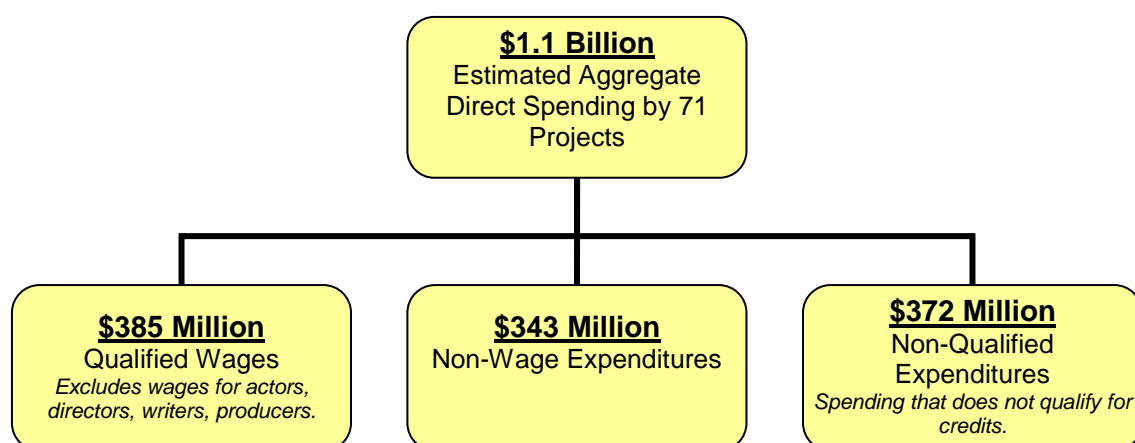 $1.1 Billion
Estimated Aggregate
Direct Spending by 71
Projects
$385 Million
Qualified Wages
Excludes wages for actors,
directors, writers, producers.
$343 Million
Non-Wage Expenditures
$372 Million
Non-Qualified
Expenditures
Spending that does not qualify for
credits.